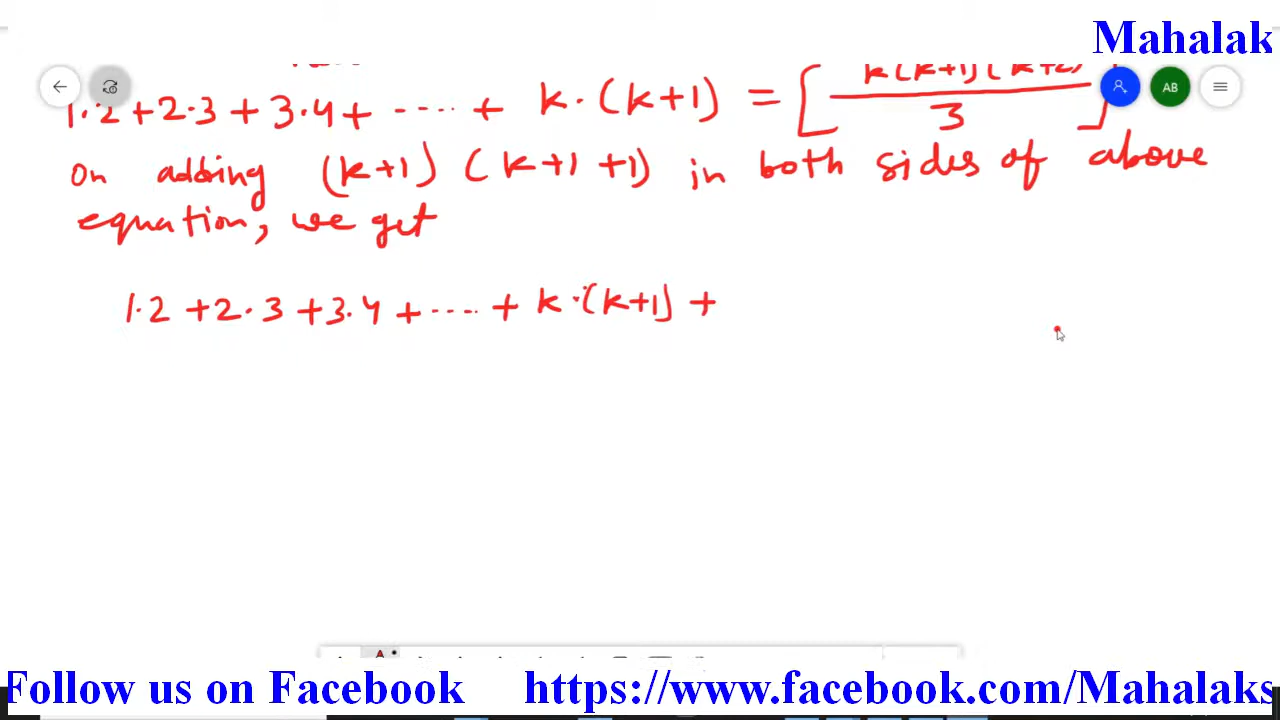 Mahalak
1.2 + 2.3 + 3.4 + ..... + k. (k+1) = [k(k+1)(k+2)/3]
AB
On adding (k+1) (k+1 +1) in both sides of above
equation, we get
1.2 + 2.3 + 3.4 + ..... + k.(k+1) +
Follow us on Facebook https://www.facebook.com/Mahalaks